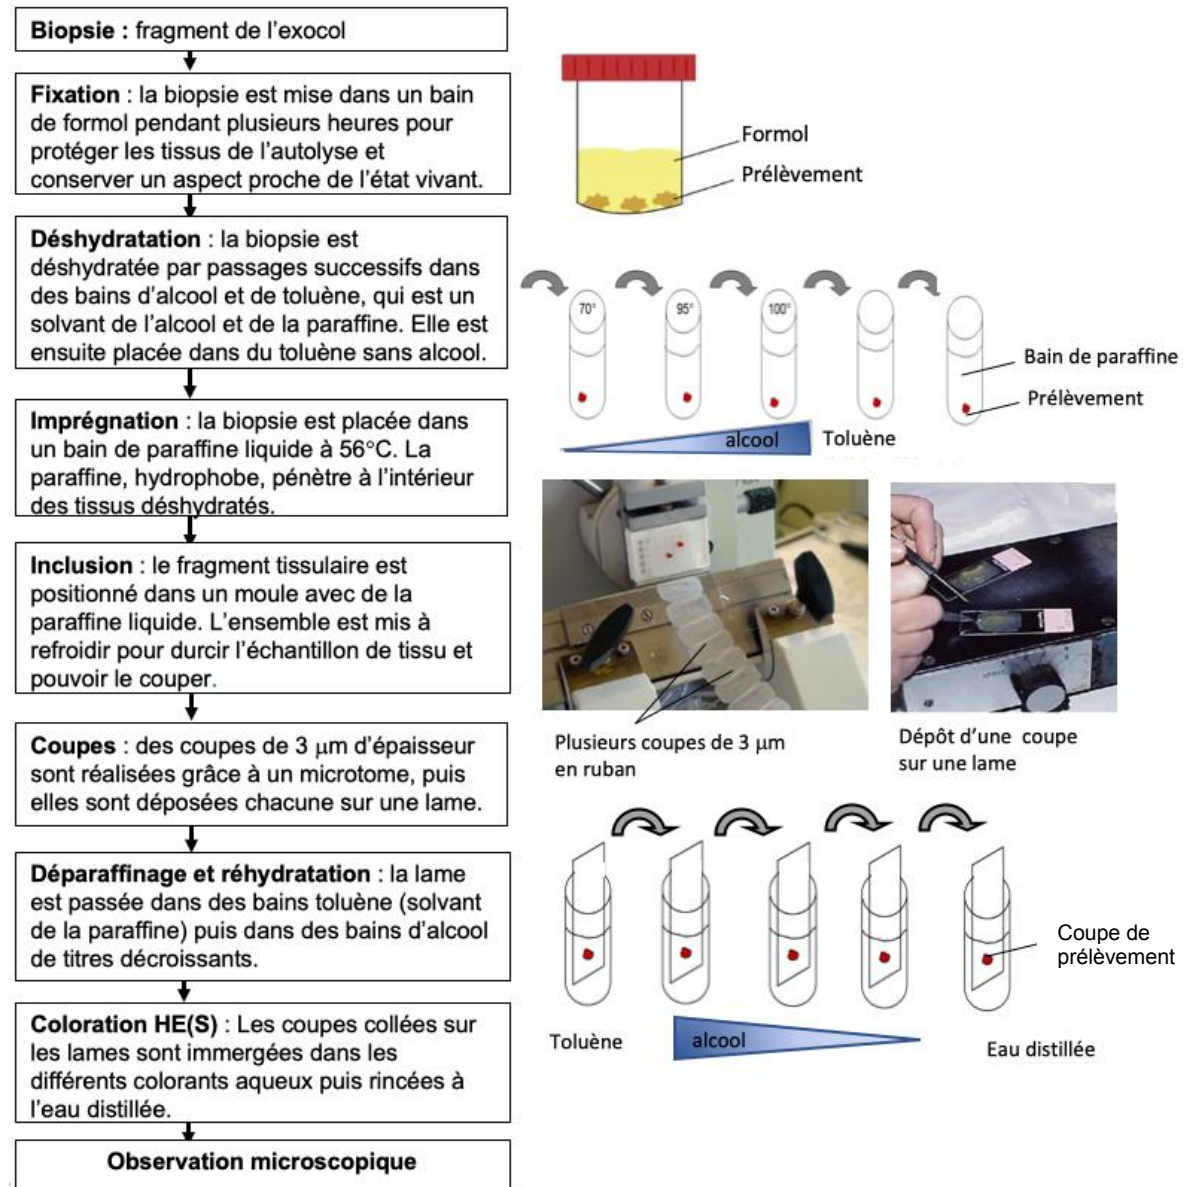 Biopsie : fragment de l'exocol
Fixation : la biopsie est mise dans un bain
de formol pendant plusieurs heures pour
protéger les tissus de l'autolyse et
conserver un aspect proche de l'état vivant.
Formol
Prélèvement
Déshydratation : la biopsie est
déshydratée par passages successifs dans
des bains d'alcool et de toluène, qui est un
solvant de l'alcool et de la paraffine. Elle est
ensuite placée dans du toluène sans alcool.
70° 95° 100°
Bain de paraffine
Prélèvement
alcool Toluène
Imprégnation : la biopsie est placée dans
un bain de paraffine liquide à 56°C. La
paraffine, hydrophobe, pénètre à l'intérieur
des tissus déshydratés.
Inclusion : le fragment tissulaire est
positionné dans un moule avec de la
paraffine liquide. L'ensemble est mis à
refroidir pour durcir l'échantillon de tissu et
pouvoir le couper.
Coupes : des coupes de 3 µm d'épaisseur
sont réalisées grâce à un microtome, puis
elles sont déposées chacune sur une lame.
Plusieurs coupes de 3 µm
en ruban
Dépôt d'une coupe
sur une lame
Déparaffinage et réhydratation : la lame
est passée dans des bains toluène (solvant
de la paraffine) puis dans des bains d'alcool
de titres décroissants.
Coupe de
prélèvement
Toluène
alcool
Eau distillée
Coloration HE(S) : Les coupes collées sur
les lames sont immergées dans les
différents colorants aqueux puis rincées à
l'eau distillée.
Observation microscopique